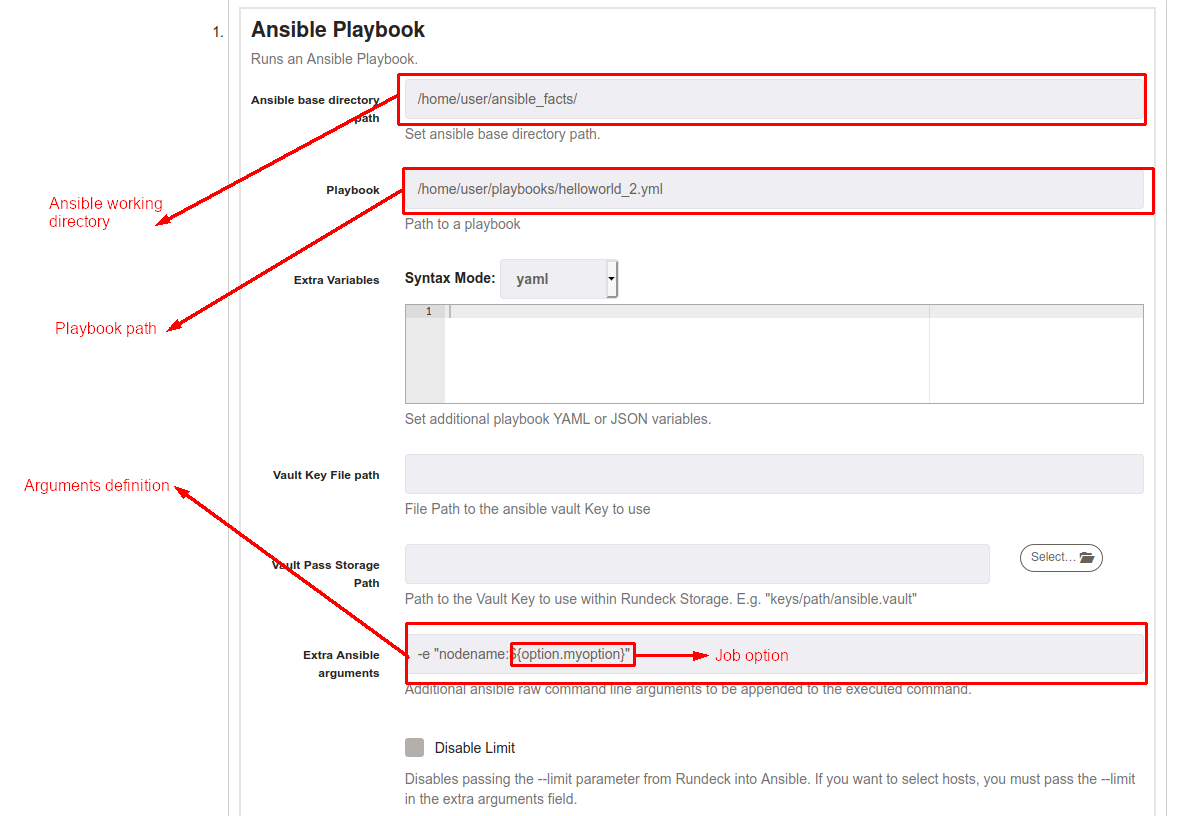 1.
Ansible Playbook
Runs an Ansible Playbook.
Ansible base directory
path
/home/user/ansible_facts/
Set ansible base directory path.
Ansible working
directory
Playbook
/home/user/playbooks/helloworld_2.yml
Path to a playbook
Extra Variables
Syntax Mode: yaml
Playbook path
1
Set additional playbook YAML or JSON variables.
Vault Key File path
File Path to the ansible vault Key to use
Arguments definition
Vault Pass Storage
Path
Select...
Path to the Vault Key to use within Rundeck Storage. E.g. "keys/path/ansible.vault"
Extra Ansible
arguments
-e "nodename:${option.myoption}"
Job option
Additional ansible raw command line arguments to be appended to the executed command.
Disable Limit
Disables passing the --limit parameter from Rundeck into Ansible. If you want to select hosts, you must pass the --limit
in the extra arguments field.